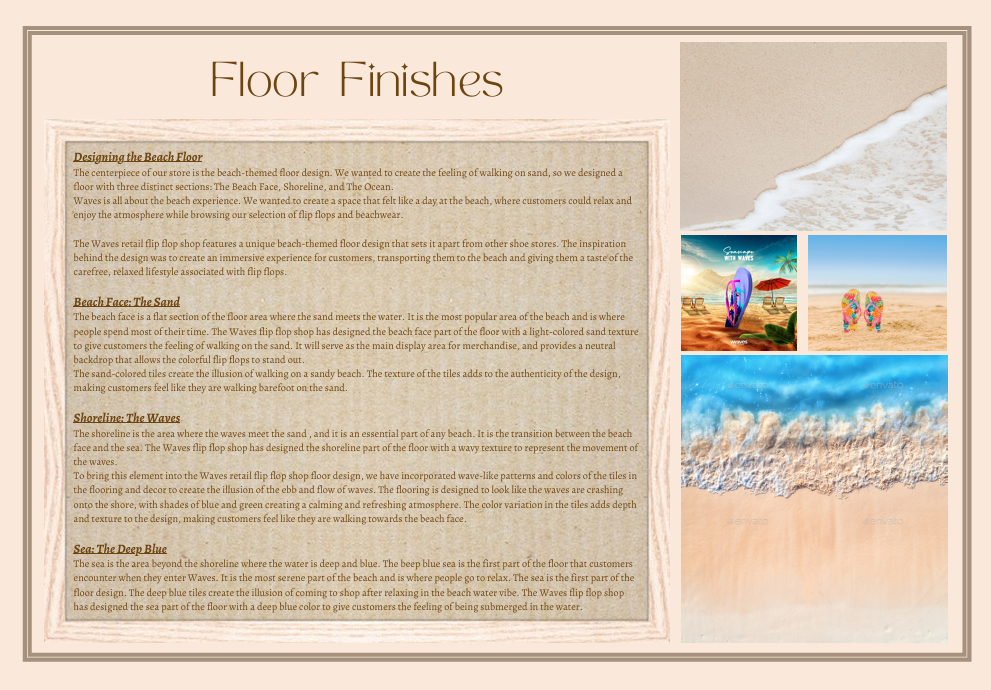 Floor Finishes
Designing the Beach Floor
The centerpiece of our store is the beach-themed floor design. We wanted to create the feeling of walking on sand, so we designed a
floor with three distinct sections: The Beach Face, Shoreline, and The Ocean.
Waves is all about the beach experience. We wanted to create a space that felt like a day at the beach, where customers could relax and
enjoy the atmosphere while browsing our selection of flip flops and beachwear.
The Waves retail flip flop shop features a unique beach-themed floor design that sets it apart from other shoe stores. The inspiration
behind the design was to create an immersive experience for customers, transporting them to the beach and giving them a taste of the
carefree, relaxed lifestyle associated with flip flops.
Beach Face: The Sand
The beach face is a flat section of the floor area where the sand meets the water. It is the most popular area of the beach and is where
people spend most of their time. The Waves flip flop shop has designed the beach face part of the floor with a light-colored sand texture
to give customers the feeling of walking on the sand. It will serve as the main display area for merchandise, and provides a neutral
backdrop that allows the colorful flip flops to stand out.
The sand-colored tiles create the illusion of walking on a sandy beach. The texture of the tiles adds to the authenticity of the design,
making customers feel like they are walking barefoot on the sand.
Shoreline: The Waves
The shoreline is the area where the waves meet the sand , and it is an essential part of any beach. It is the transition between the beach
face and the sea. The Waves flip flop shop has designed the shoreline part of the floor with a wavy texture to represent the movement of
the waves.
To bring this element into the Waves retail flip flop shop floor design, we have incorporated wave-like patterns and colors of the tiles in
the flooring and decor to create the illusion of the ebb and flow of waves. The flooring is designed to look like the waves are crashing
onto the shore, with shades of blue and green creating a calming and refreshing atmosphere. The color variation in the tiles adds depth
and texture to the design, making customers feel like they are walking towards the beach face.
Sea: The Deep Blue
The sea is the area beyond the shoreline where the water is deep and blue. The beep blue sea is the first part of the floor that customers
encounter when they enter Waves. It is the most serene part of the beach and is where people go to relax. The sea is the first part of the
floor design. The deep blue tiles create the illusion of coming to shop after relaxing in the beach water vibe. The Waves flip flop shop
has designed the sea part of the floor with a deep blue color to give customers the feeling of being submerged in the water.
WITH WAVES
waves
envato
envato
envato
envato